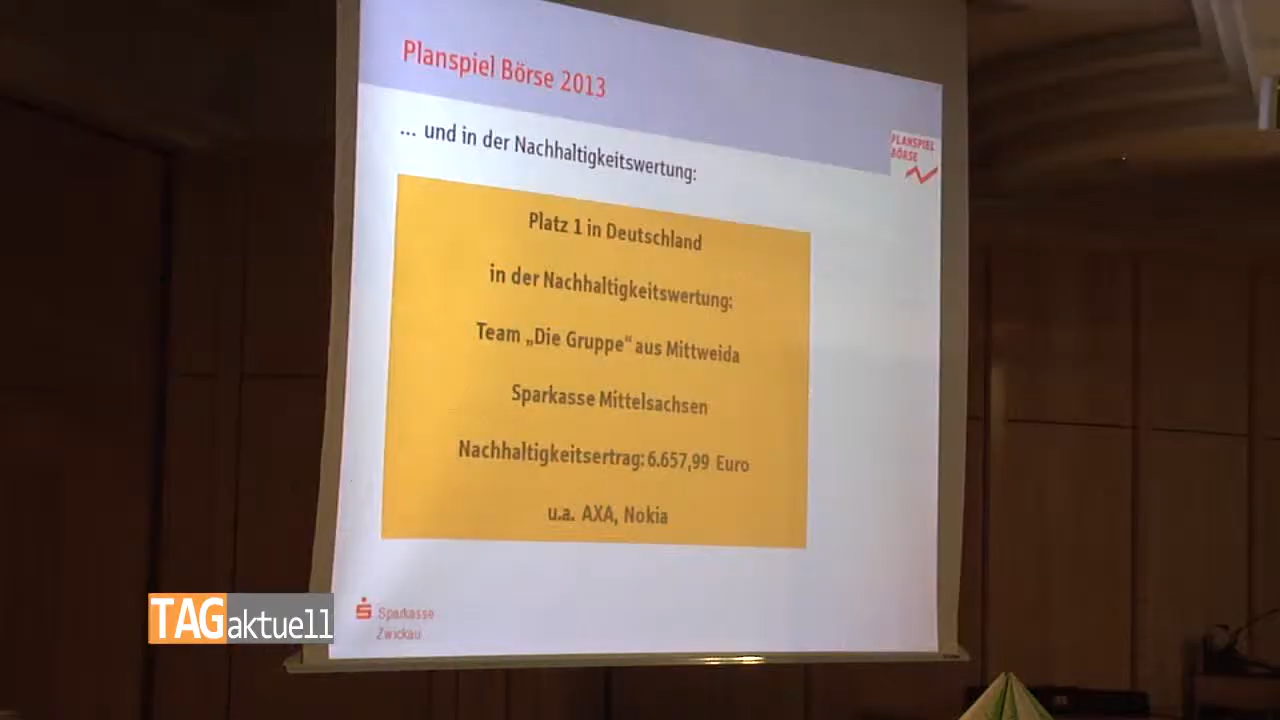 Planspiel Börse 2013
... und in der Nachhaltigkeitswertung:
PLANSPIEL
BÖRSE
Platz 1 in Deutschland
in der Nachhaltigkeitswertung:
Team „Die Gruppe“ aus Mittweida
Sparkasse Mittelsachsen
Nachhaltigkeitsertrag: 6.657,99 Euro
u.a. AXA, Nokia
Sparkasse
Zwickau
TAGaktuell